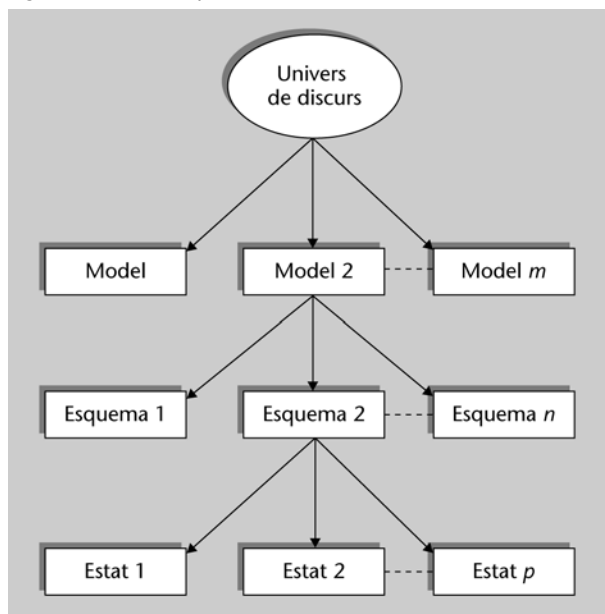 Univers
de discurs
Model
Model 2
Model m
Esquema 1
Esquema 2
Esquema n
Estat 1
Estat 2
Estat p